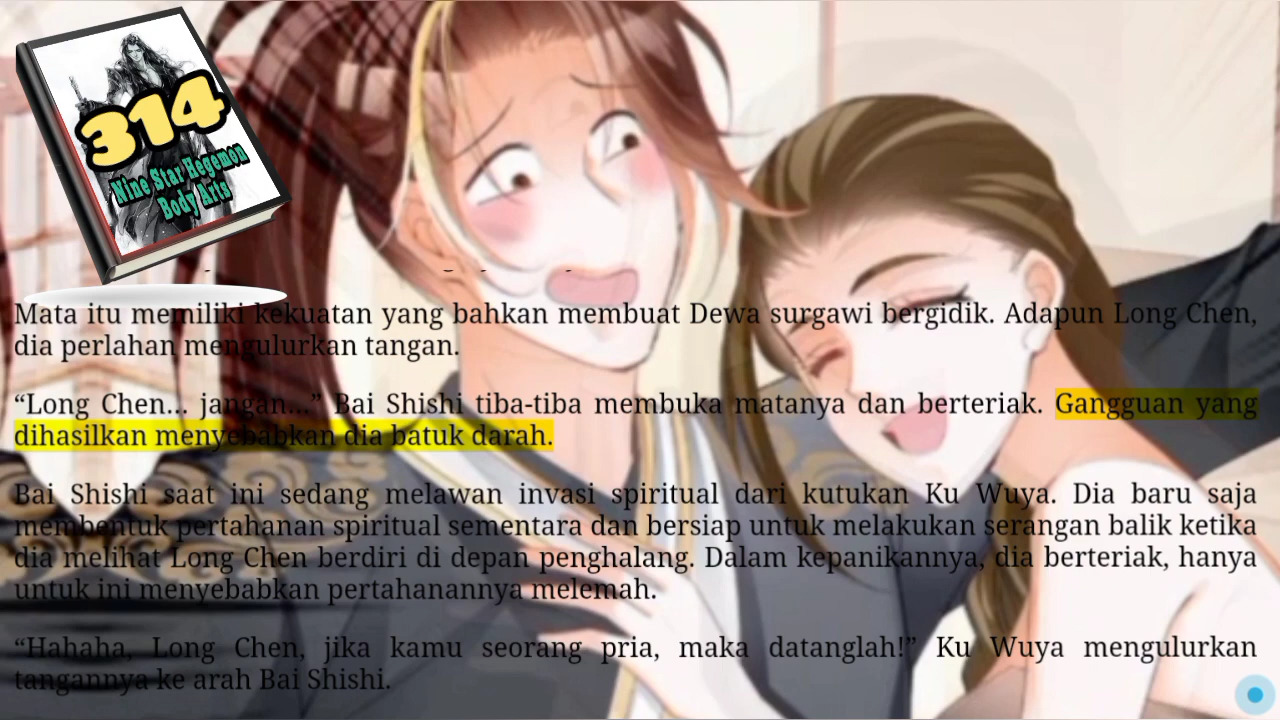 314
Nine Star Hegemon
Body Arts
Mata itu memiliki kekuatan yang bahkan membuat Dewa surgawi bergidik. Adapun Long Chen,
dia perlahan mengulurkan tangan.
“Long Chen... jangan...” Bai Shishi tiba-tiba membuka matanya dan berteriak. Gangguan yang
dihasilkan menyebabkan dia batuk darah.
Bai Shishi saat ini sedang melawan invasi spiritual dari kutukan Ku Wuya. Dia baru saja
membentuk pertahanan spiritual sementara dan bersiap untuk melakukan serangan balik ketika
dia melihat Long Chen berdiri di depan penghalang. Dalam kepanikannya, dia berteriak, hanya
untuk ini menyebabkan pertahanannya melemah.
“Hahaha, Long Chen, jika kamu seorang pria, maka datanglah!” Ku Wuya mengulurkan
tangannya ke arah Bai Shishi.